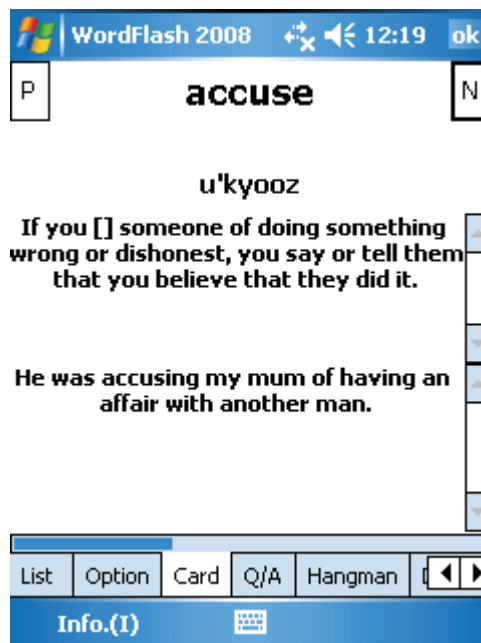 WordFlash 2008 12:19 ok
P accuse N
u'kyooz
If you [] someone of doing something
wrong or dishonest, you say or tell them
that you believe that they did it.
He was accusing my mum of having an
affair with another man.
List Option Card Q/A Hangman
Info.(I)